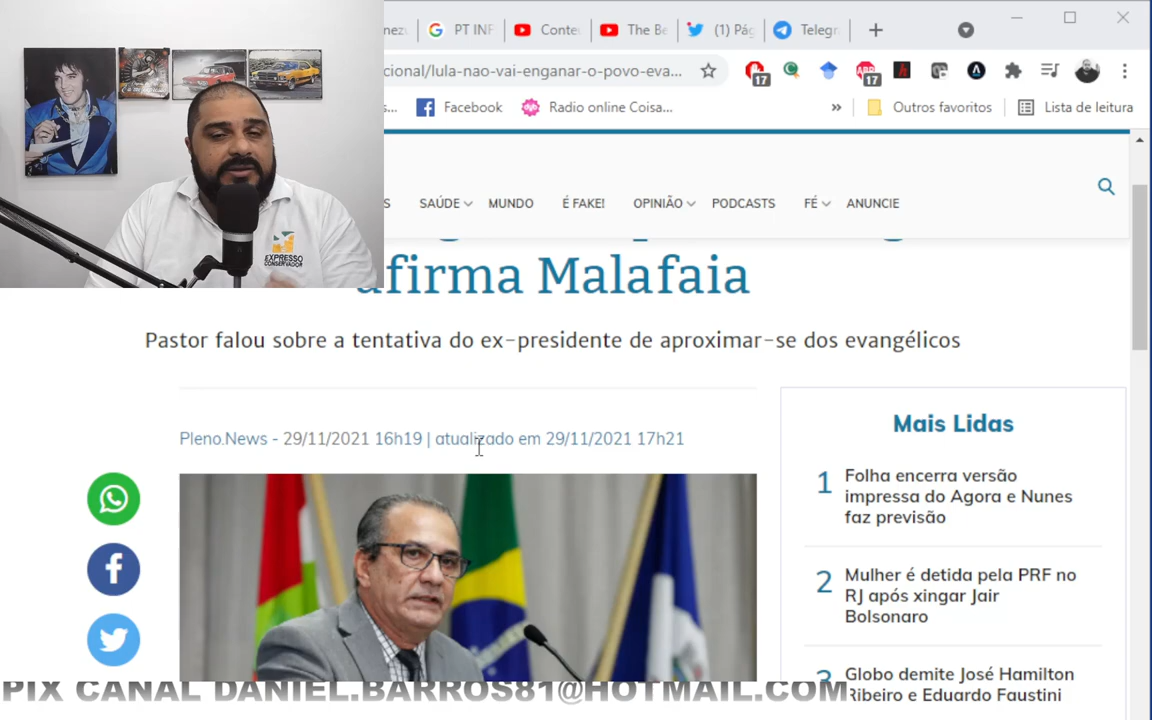 PT INF
Conte
The Be
(1) Pág
Telegr
cional/lula-nao-vai-enganar-o-povo-eva...
17
17
Facebook
Radio online Coisa...
»
Outros favoritos
Lista de leitura
S
SAÚDE
MUNDO
É FAKE!
OPINIÃO
PODCASTS
FÉ
ANUNCIE
EXPRESSO
CONSERVADOR
afirma Malafaia
Pastor falou sobre a tentativa do ex-presidente de aproximar-se dos evangélicos
Pleno.News - 29/11/2021 16h19 | atualizado em 29/11/2021 17h21
Mais Lidas
1 Folha encerra versão
impressa do Agora e Nunes
faz previsão
2 Mulher é detida pela PRF no
RJ após xingar Jair
Bolsonaro
3 Globo demite José Hamilton
Ribeiro e Eduardo Faustini
PIX CANAL DANIEL.BARROS81@HOTMAIL.COM